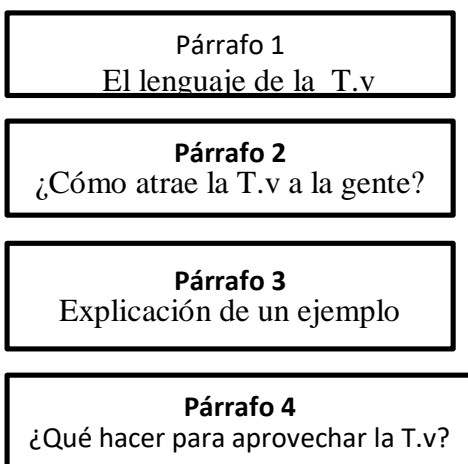 Párrafo 1
El lenguaje de la T.v
Párrafo 2
¿Cómo atrae la T.v a la gente?
Párrafo 3
Explicación de un ejemplo
Párrafo 4
¿Qué hacer para aprovechar la T.v?